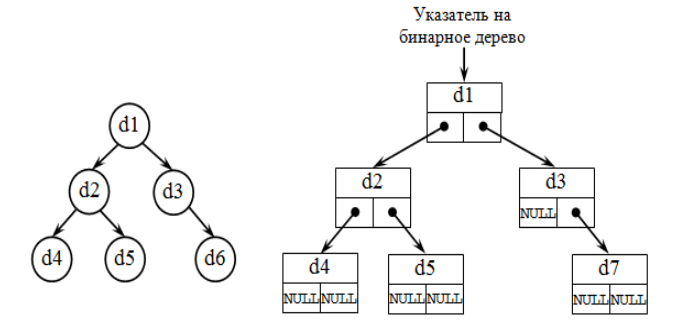 Указатель на
бинарное дерево
d1
d1
d2
d3
d2
d3
NULL
d4
d5
d6
d4
d5
d7
NULL NULL
NULL NULL
NULL NULL